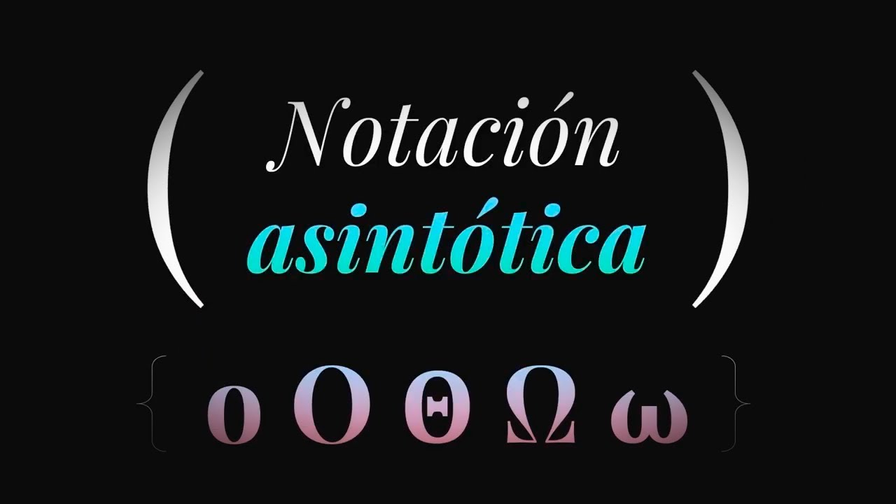 (Notación
asintótica)
{o O Θ Ω ω}